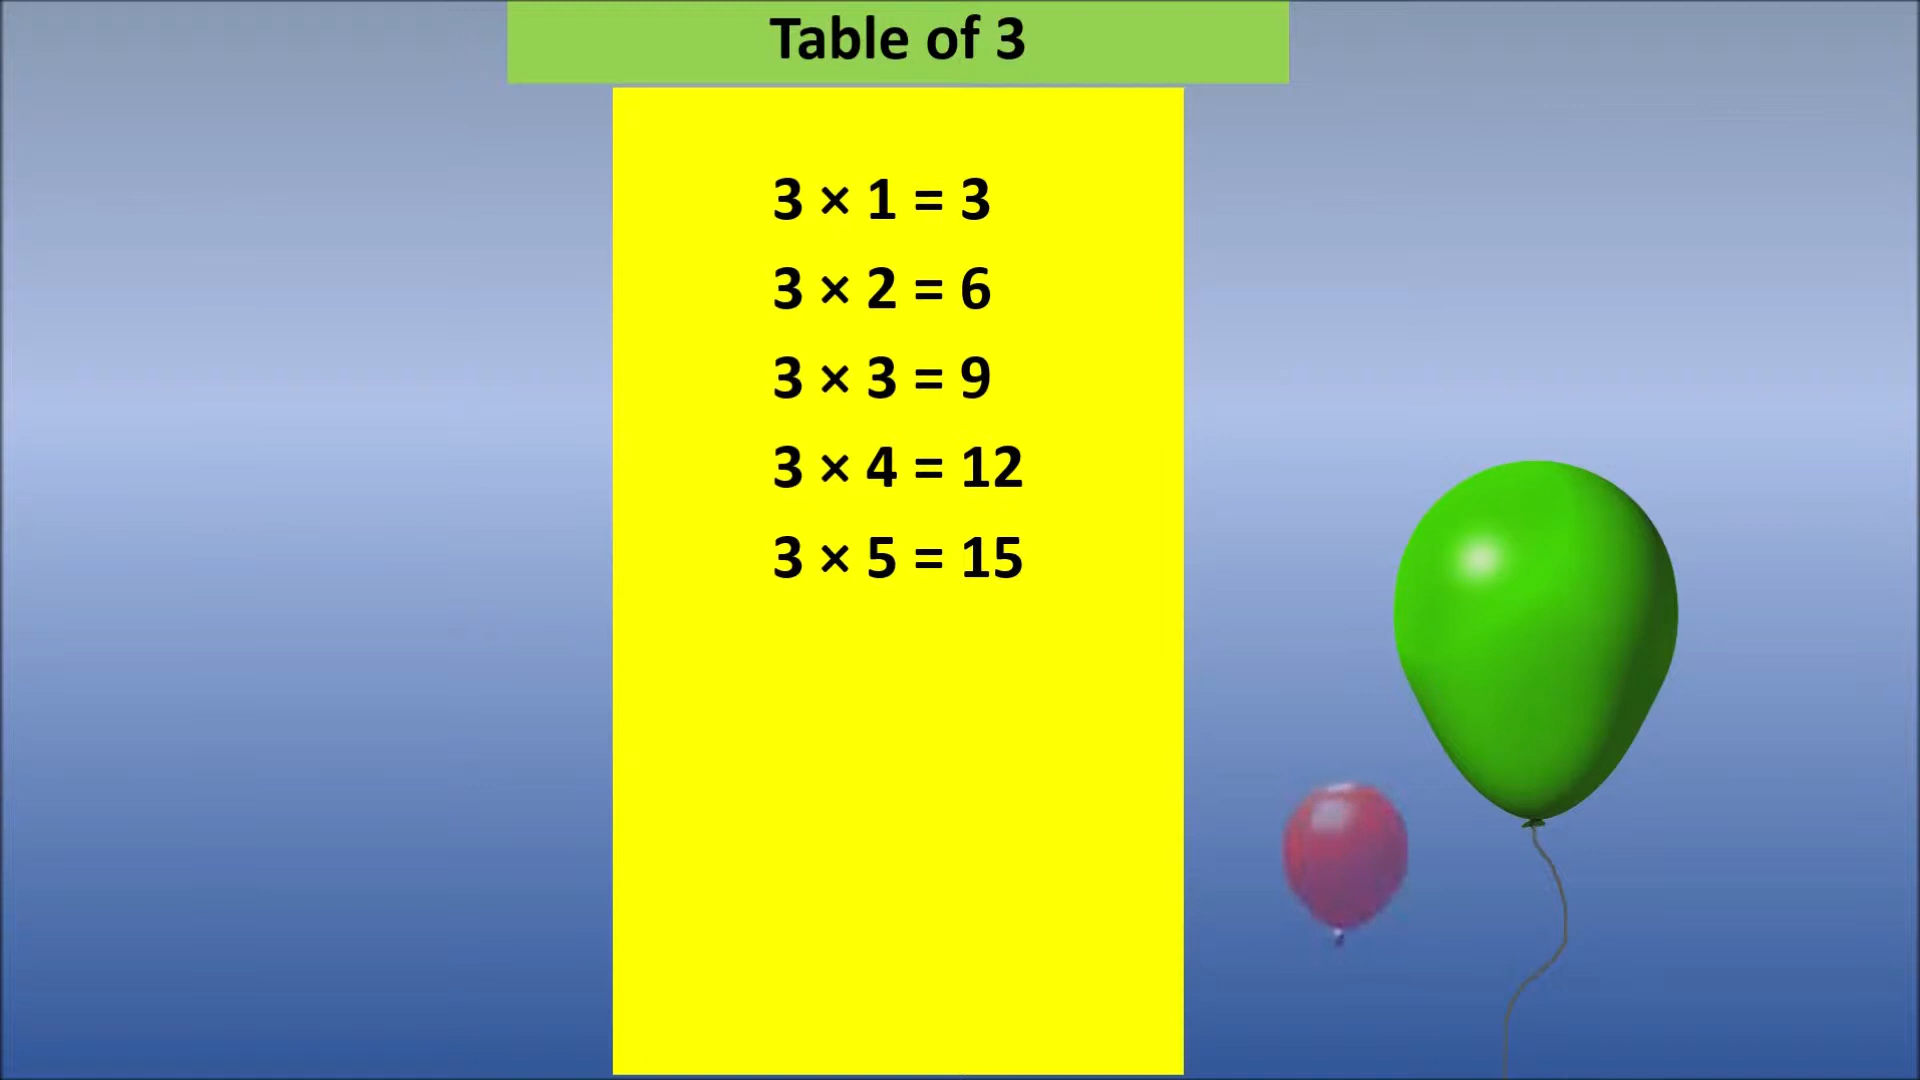 Table of 3
3 × 1 = 3
3 × 2 = 6
3 × 3 = 9
3 × 4 = 12
3 × 5 = 15